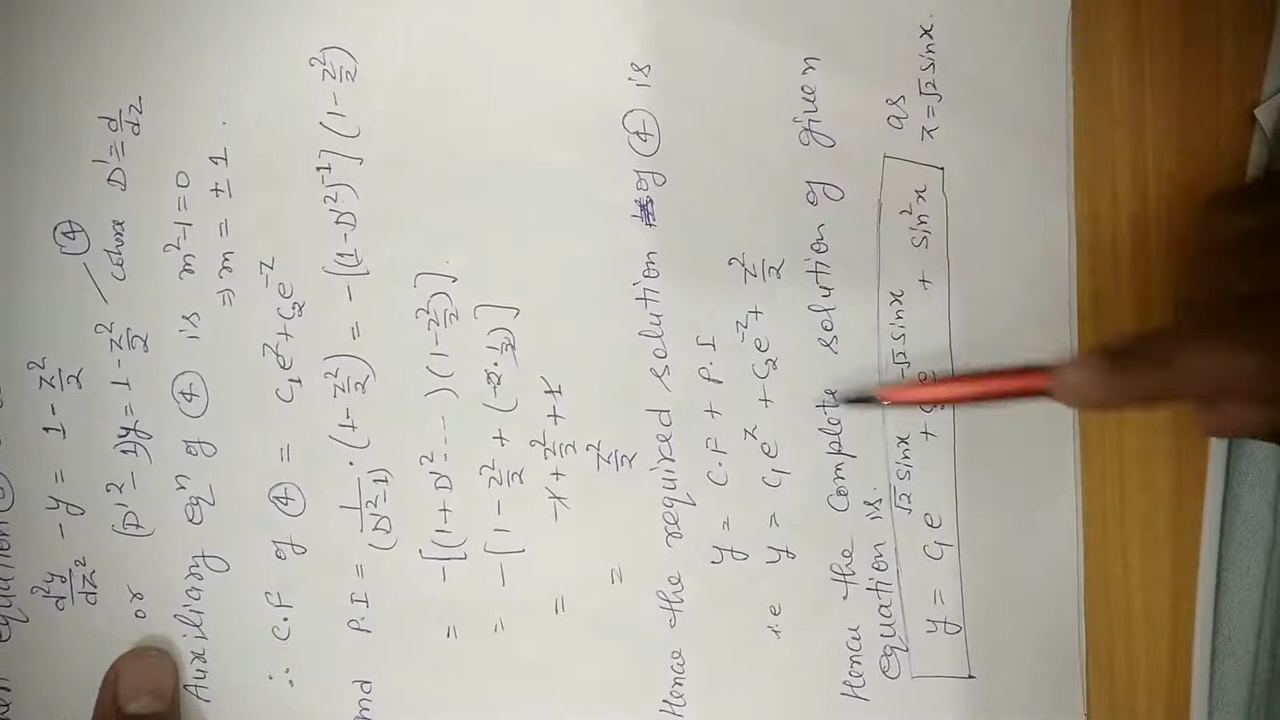 equation
d²y/dz² - y = 1 - z²/2
or (D'² - 1)y = 1 - z²/2 — ④ where D' ≡ d/dz
Auxiliary eqⁿ of ④ is m²-1=0
⇒ m = ±1.
∴ C.F of ④ = c₁e^z + c₂e^-z
nd P.I = 1/(D'²-1) · (1 - z²/2) = -[(1-D'²)^-1] (1 - z²/2)
= -[(1+D'²---)(1-z²/2)].
= -[1 - z²/2 + (-2·1/2)]
= -1 + z²/2 + 1
= z²/2
Hence the required solution of ④ is
y = C.F + P.I
i.e y = c₁e^z + c₂e^-z + z²/2
Hence the complete solution of given
equation is.
y = c₁e^√2 sinx + c₂e^-√2 sinx + sin²x as
z=√2 sinx.